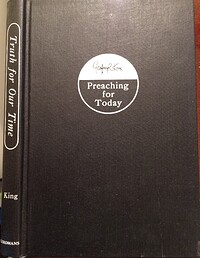 Truth for Our Time
King
EERDMANS
Preaching
for
Today